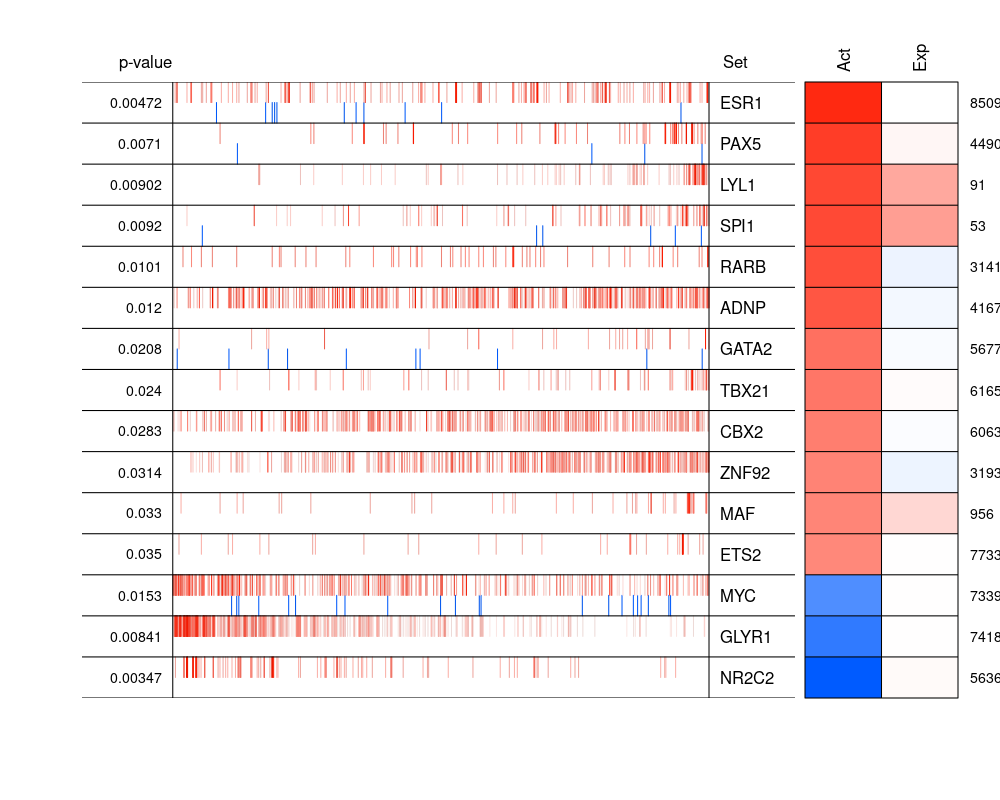 p-value Set Act Exp
0.00472 ESR1 8509
0.0071 PAX5 4490
0.00902 LYL1 91
0.0092 SPI1 53
0.0101 RARB 3141
0.012 ADNP 4167
0.0208 GATA2 5677
0.024 TBX21 6165
0.0283 CBX2 6063
0.0314 ZNF92 3193
0.033 MAF 956
0.035 ETS2 7733
0.0153 MYC 7339
0.00841 GLYR1 7418
0.00347 NR2C2 5636